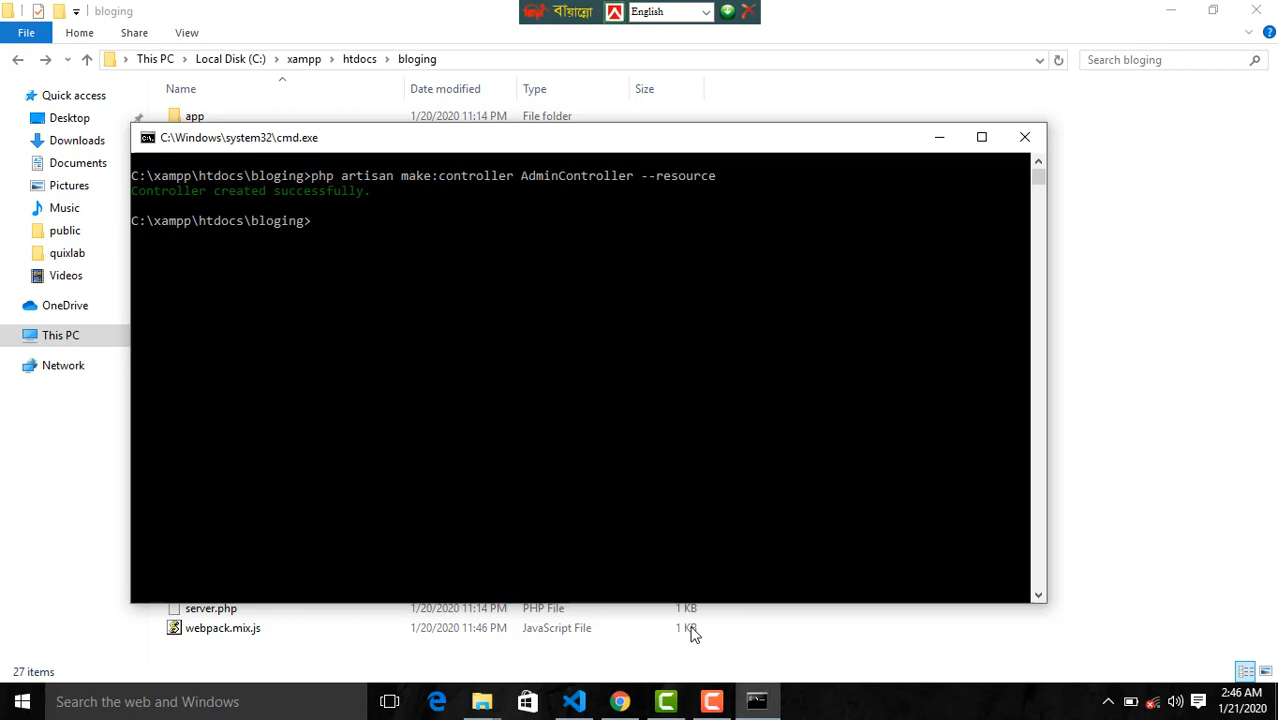 bloging
বায়ান্নো English
File Home Share View
This PC Local Disk (C:) xampp htdocs bloging Search bloging
Name Date modified Type Size
Quick access
Desktop
Downloads
Documents
Pictures
Music
public
quixlab
Videos
OneDrive
This PC
Network
app 1/20/2020 11:14 PM File folder
C:\Windows\system32\cmd.exe
C:\xampp\htdocs\bloging>php artisan make:controller AdminController --resource
Controller created successfully.
C:\xampp\htdocs\bloging>
server.php 1/20/2020 11:14 PM PHP File 1 KB
webpack.mix.js 1/20/2020 11:46 PM JavaScript File 1 KB
27 items
Search the web and Windows
2:46 AM
1/21/2020